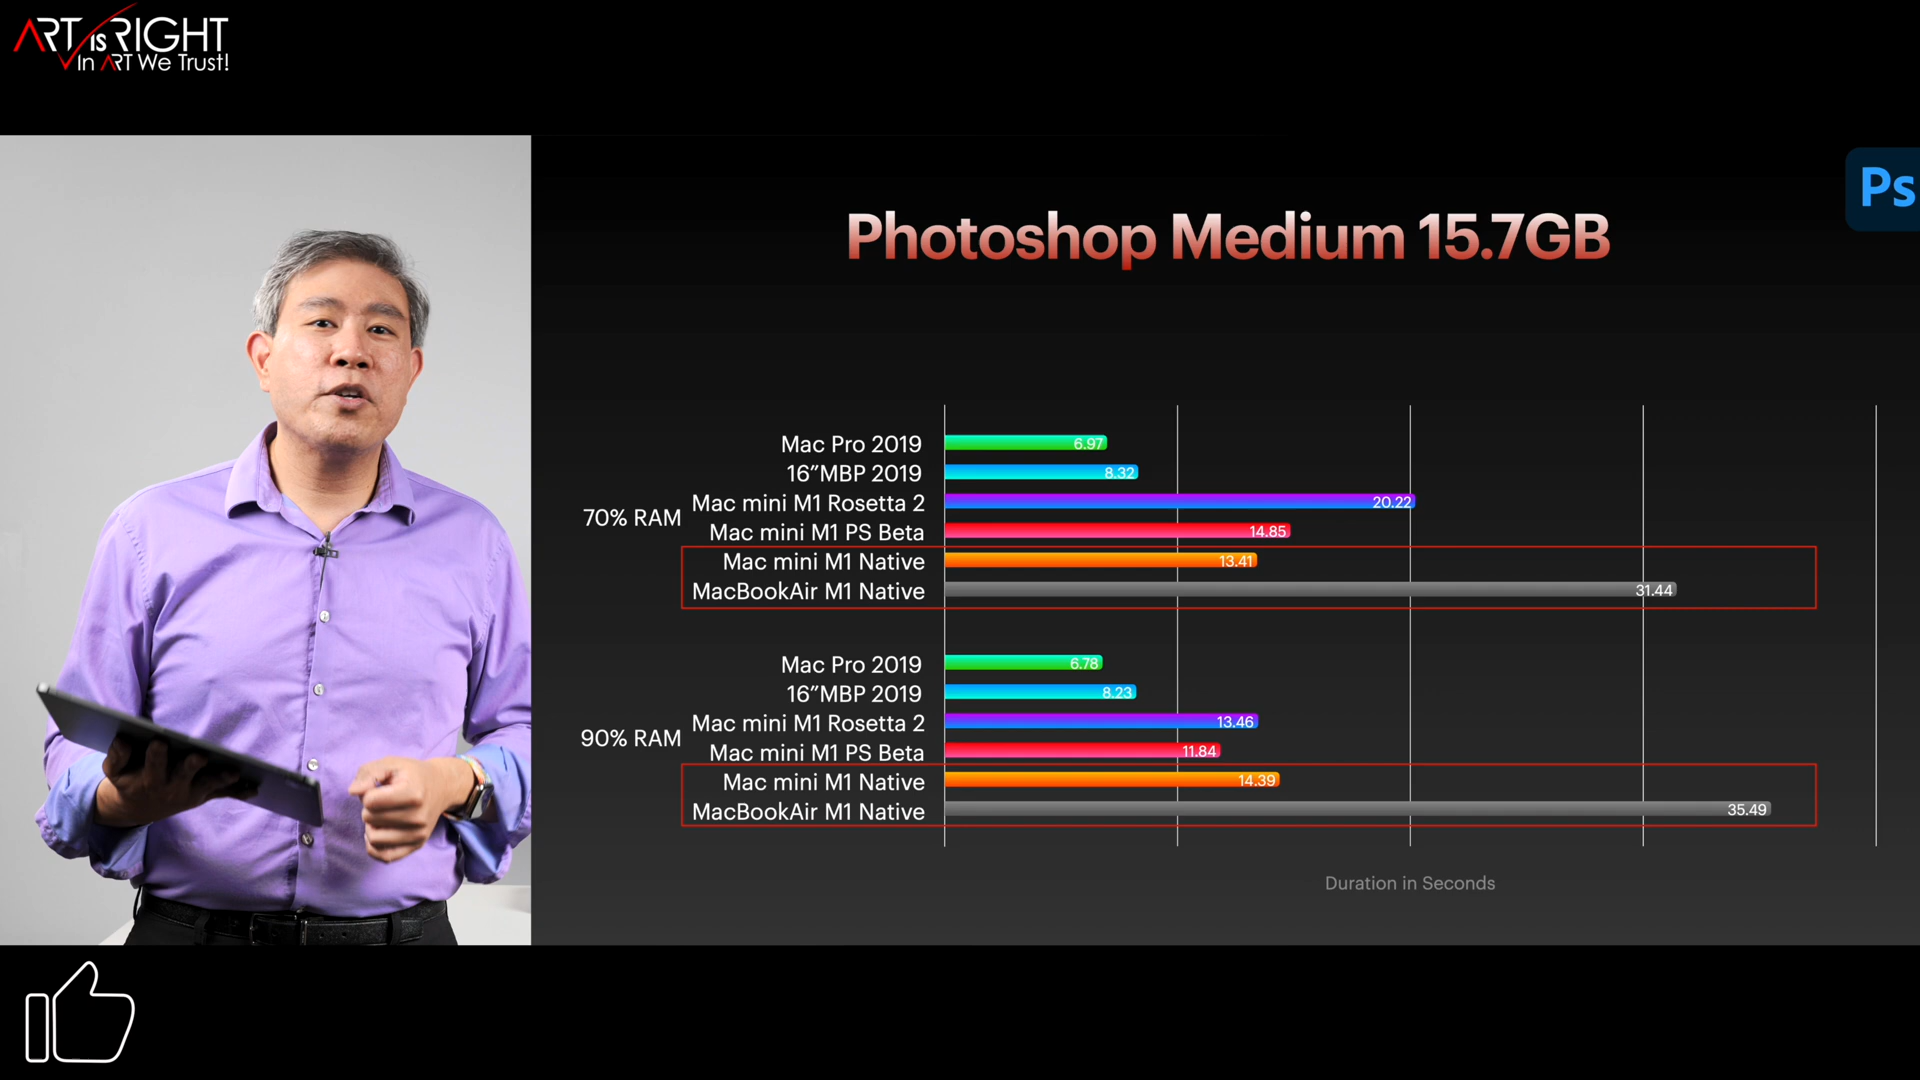 ART is RIGHT
In ART We Trust!
Ps
Photoshop Medium 15.7GB
70% RAM
Mac Pro 2019 6.97
16″MBP 2019 8.32
Mac mini M1 Rosetta 2 20.22
Mac mini M1 PS Beta 14.85
Mac mini M1 Native 13.41
MacBookAir M1 Native 31.44
90% RAM
Mac Pro 2019 6.78
16″MBP 2019 8.23
Mac mini M1 Rosetta 2 13.46
Mac mini M1 PS Beta 11.84
Mac mini M1 Native 14.39
MacBookAir M1 Native 35.49
Duration in Seconds